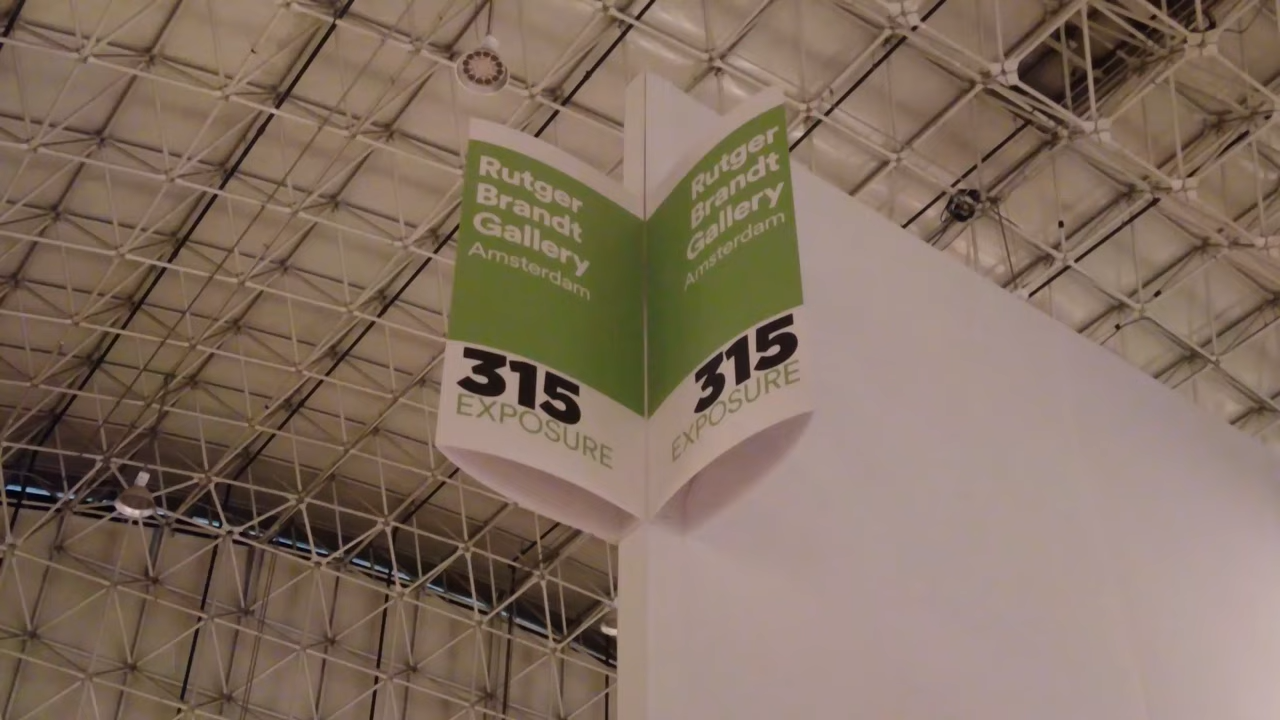 Rutger
Brandt
Gallery
Amsterdam
315
EXPOSURE
Rutger
Brandt
Gallery
Amsterdam
315
EXPOSURE